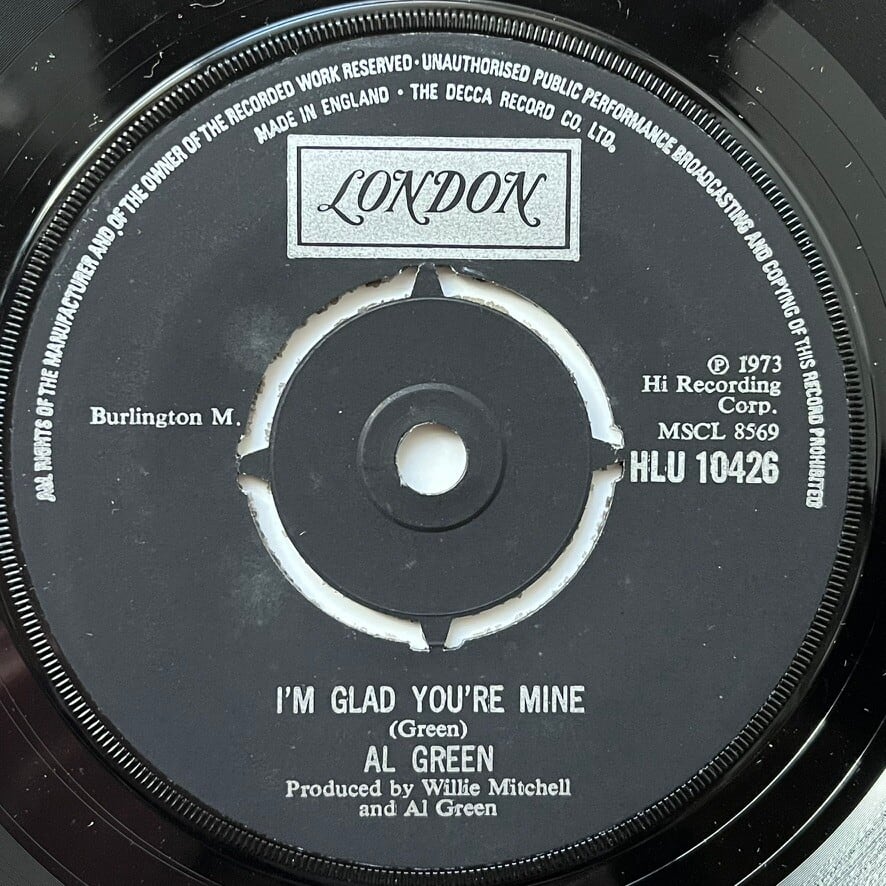 ALL RIGHTS OF THE MANUFACTURER AND OF THE OWNER OF THE RECORDED WORK RESERVED · UNAUTHORISED PUBLIC PERFORMANCE BROADCASTING AND COPYING OF THIS RECORD PROHIBITED
MADE IN ENGLAND · THE DECCA RECORD CO. LTD.
LONDON
Burlington M.
℗ 1973
Hi Recording
Corp.
MSCL 8569
HLU 10426
I'M GLAD YOU'RE MINE
(Green)
AL GREEN
Produced by Willie Mitchell
and Al Green